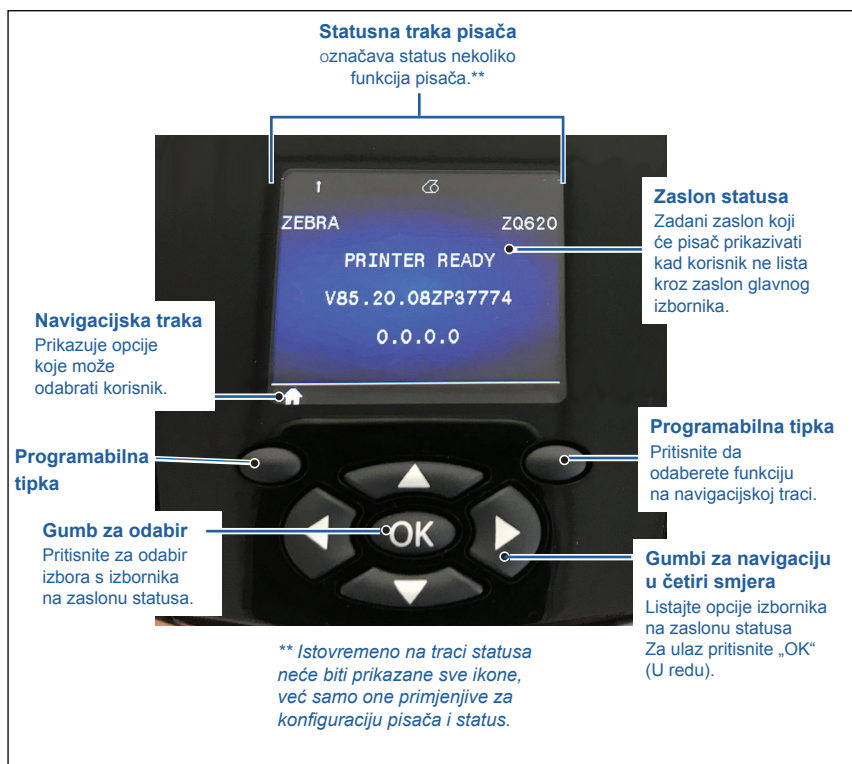 Statusna traka pisača
označava status nekoliko
funkcija pisača.**
ZEBRA
ZQ620
PRINTER READY
V85.20.08ZP37774
0.0.0.0
Zaslon statusa
Zadani zaslon koji
će pisač prikazivati
kad korisnik ne lista
kroz zaslon glavnog
izbornika.
Navigacijska traka
Prikazuje opcije
koje može
odabrati korisnik.
Programabilna
tipka
Programabilna tipka
Pritisnite da
odaberete funkciju
na navigacijskoj traci.
Gumb za odabir
Pritisnite za odabir
izbora s izbornika
na zaslonu statusa.
OK
Gumbi za navigaciju
u četiri smjera
Listajte opcije izbornika
na zaslonu statusa
Za ulaz pritisnite „OK“
(U redu).
** Istovremeno na traci statusa
neće biti prikazane sve ikone,
već samo one primjenjive za
konfiguraciju pisača i status.